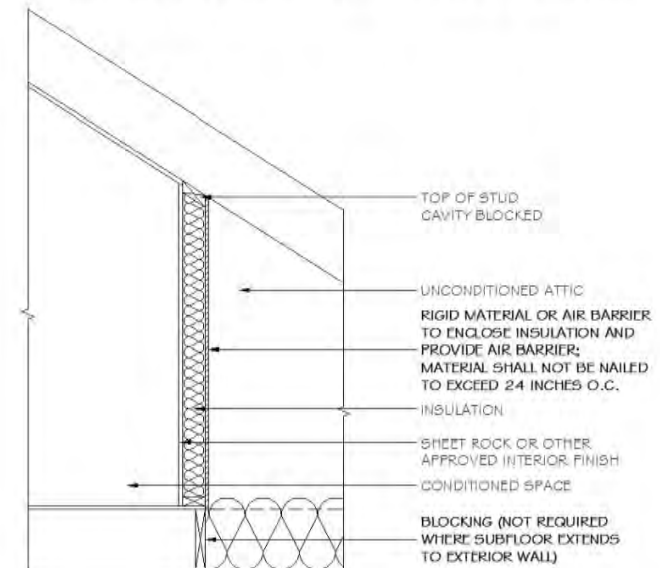 TOP OF STUD
CAVITY BLOCKED
UNCONDITIONED ATTIC
RIGID MATERIAL OR AIR BARRIER
TO ENCLOSE INSULATION AND
PROVIDE AIR BARRIER;
MATERIAL SHALL NOT BE NAILED
TO EXCEED 24 INCHES O.C.
INSULATION
SHEET ROCK OR OTHER
APPROVED INTERIOR FINISH
CONDITIONED SPACE
BLOCKING (NOT REQUIRED
WHERE SUBFLOOR EXTENDS
TO EXTERIOR WALL)